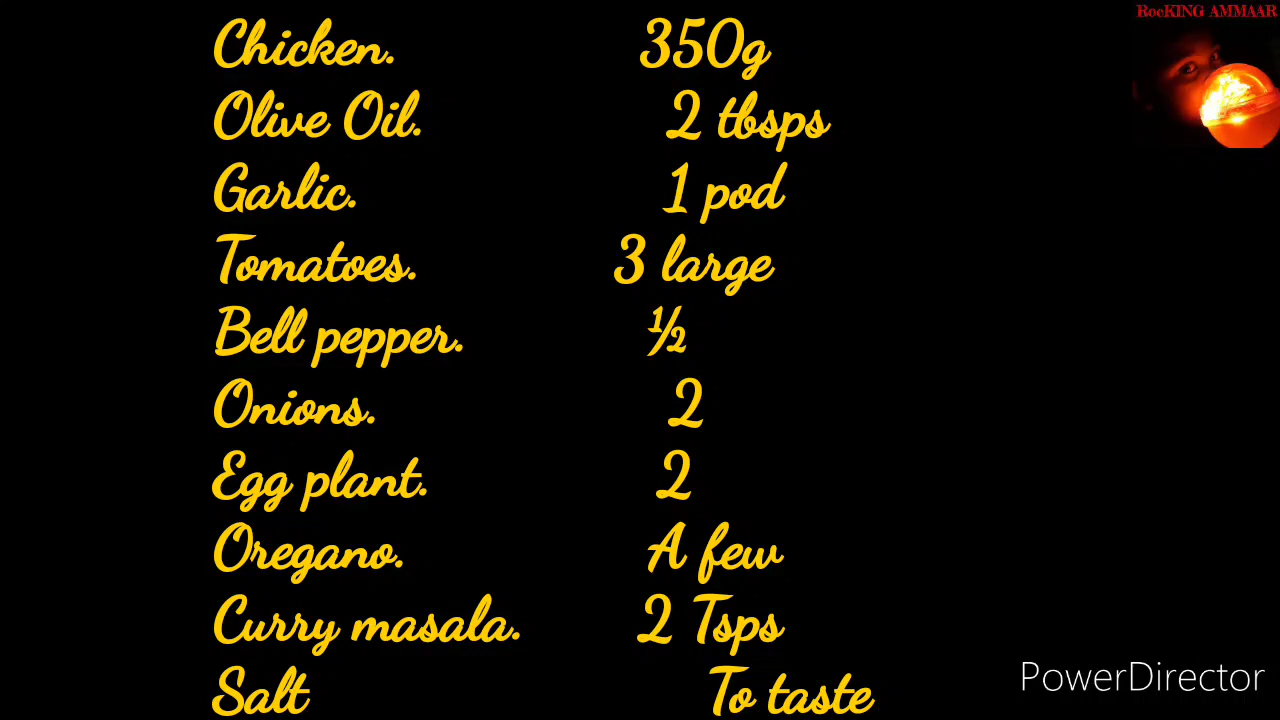 RocKING AMMAAR
Chicken. 350g
Olive Oil. 2 tbsps
Garlic. 1 pod
Tomatoes. 3 large
Bell pepper. ½
Onions. 2
Egg plant. 2
Oregano. A few
Curry masala. 2 Tsps
Salt To taste
PowerDirector